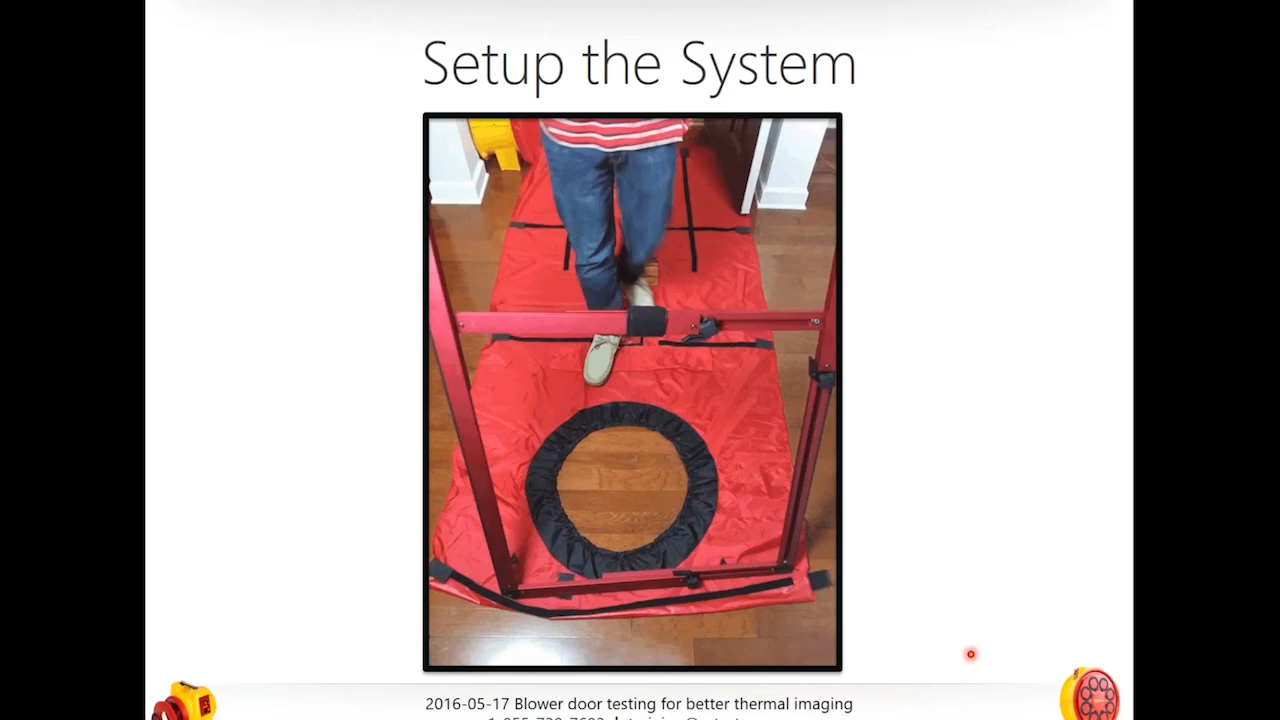 Setup the System
2016-05-17 Blower door testing for better thermal imaging